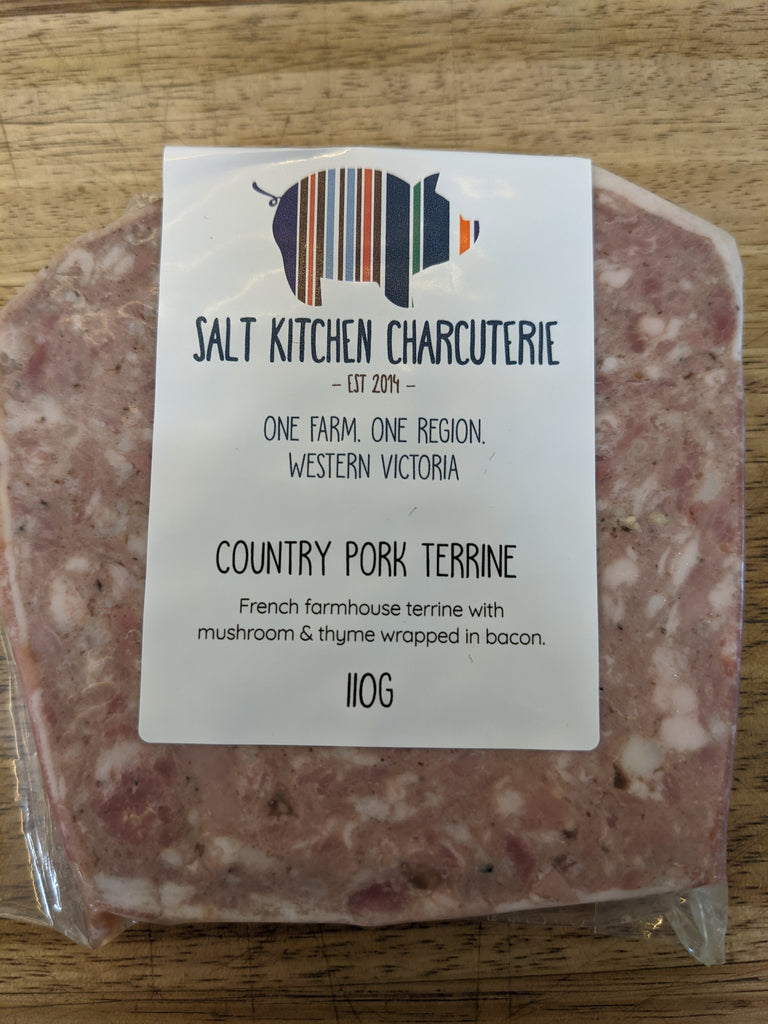 SALT KITCHEN CHARCUTERIE
– EST 2014 –
ONE FARM. ONE REGION.
WESTERN VICTORIA
COUNTRY PORK TERRINE
French farmhouse terrine with
mushroom & thyme wrapped in bacon.
110G